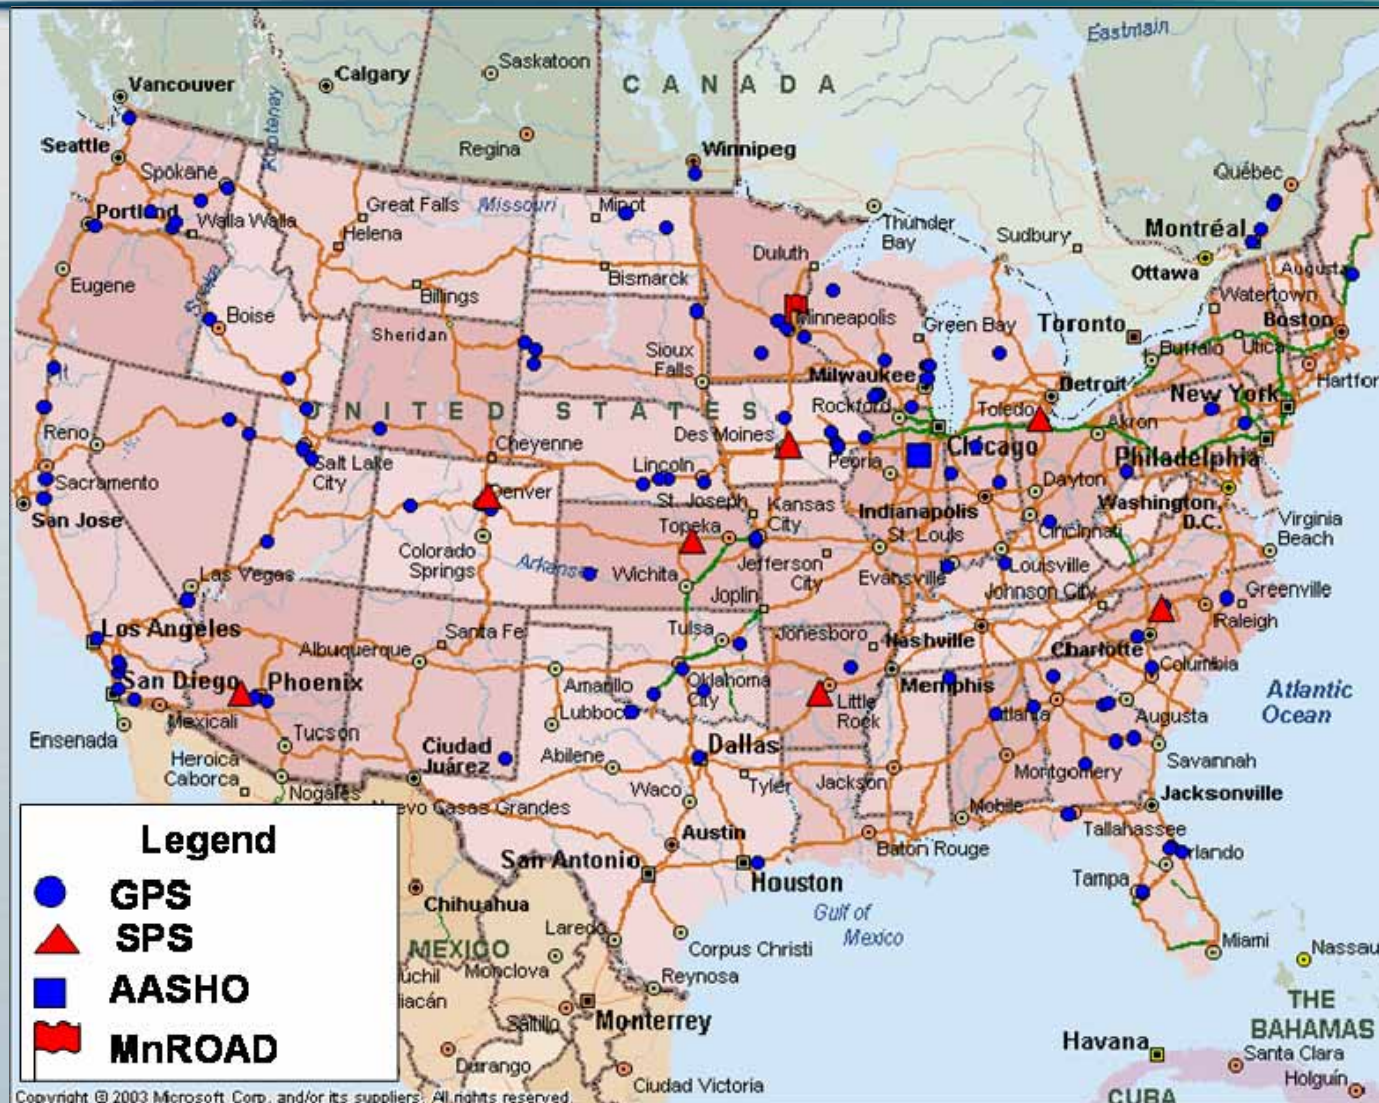 Eastmain
Vancouver
Calgary
Saskatoon
CANADA
Kootenay
Seattle
Regina
Winnipeg
Spokane
Québec
Portland
Walla Walla
Great Falls
Missouri
Minot
Thunder
Bay
Sudbury
Montréal
Helena
Duluth
Ottawa
Eugene
Snake
Billings
Bismarck
Augusta
Watertown
Boise
Sheridan
Minneapolis
Green Bay
Toronto
Boston
Sioux
Falls
Buffalo
Utica
Milwaukee
Detroit
Hartfor
UNITED STATES
Rockford
Toledo
New York
Reno
Cheyenne
Des Moines
Akron
Salt Lake
City
Lincoln
Peoria
Chicago
Philadelphia
Sacramento
Denver
St. Joseph
Kansas
City
Dayton
Washington,
D.C.
San Jose
Indianapolis
Topeka
St. Louis
Cincinnati
Virginia
Beach
Colorado
Springs
Arkansas
Wichita
Jefferson
City
Evansville
Louisville
Las Vegas
Joplin
Johnson City
Greenville
Raleigh
Los Angeles
Santa Fe
Tulsa
Jonesboro
Nashville
Albuquerque
Charlotte
Columbia
San Diego
Phoenix
Amarillo
Oklahoma
City
Memphis
Atlantic
Ocean
Mexicali
Lubbock
Little
Rock
Atlanta
Augusta
Ensenada
Tucson
Ciudad
Juárez
Abilene
Dallas
Savannah
Heroica
Caborca
Nogales
Waco
Tyler
Jackson
Montgomery
Nuevo Casas Grandes
Mobile
Jacksonville
Legend
Austin
Tallahassee
San Antonio
Baton Rouge
Orlando
GPS
Houston
Tampa
Chihuahua
Gulf of
Mexico
SPS
MEXICO
Laredo
Corpus Christi
Miami
Nassau
Monclova
Reynosa
AASHO
THE
BAHAMAS
Saltillo
Monterrey
Havana
MnROAD
Durango
Santa Clara
Ciudad Victoria
Holguín
CUBA
Copyright © 2003 Microsoft Corp. and/or its suppliers. All rights reserved.